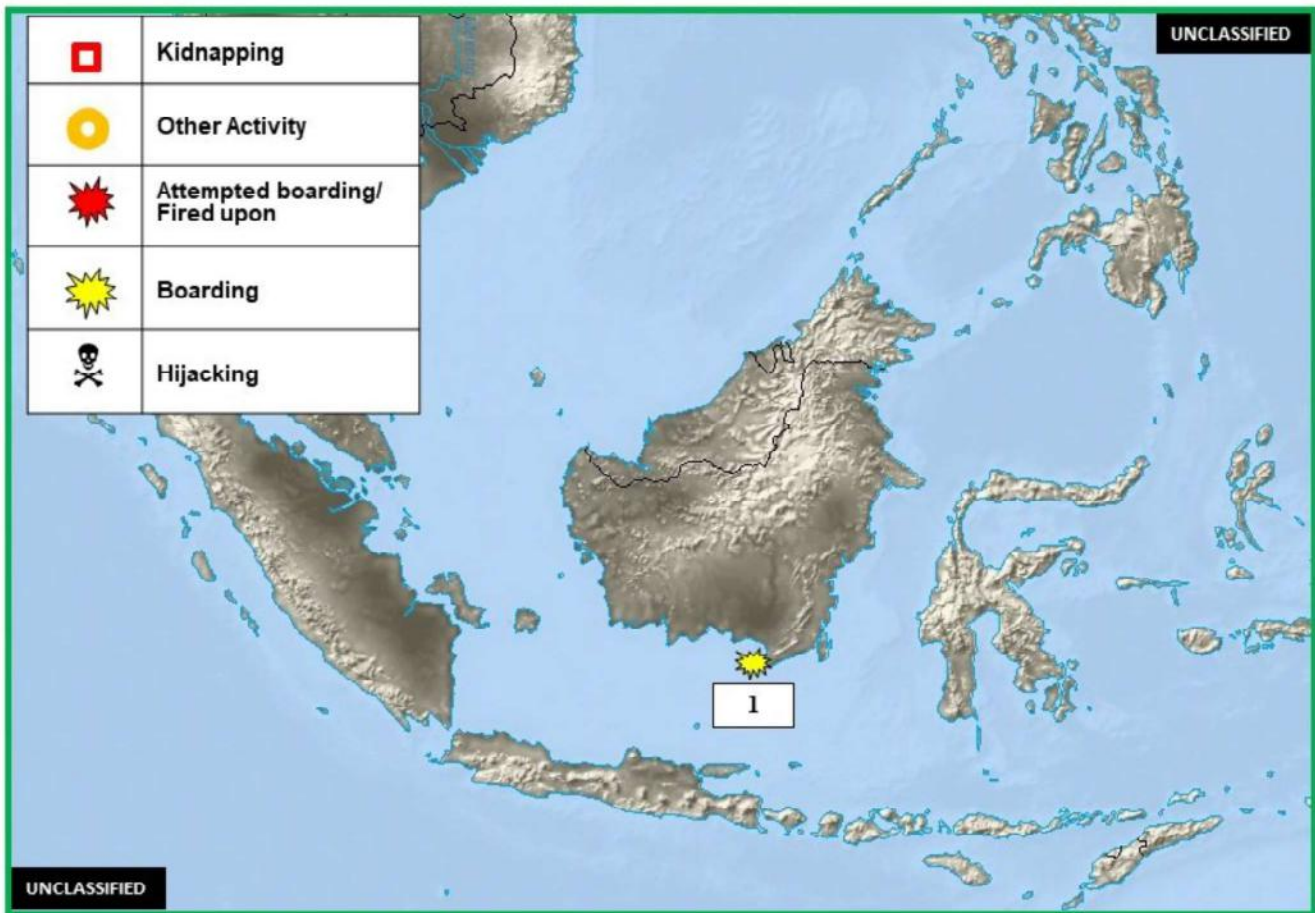 UNCLASSIFIED
Kidnapping
Other Activity
Attempted boarding/
Fired upon
Boarding
Hijacking
1
UNCLASSIFIED